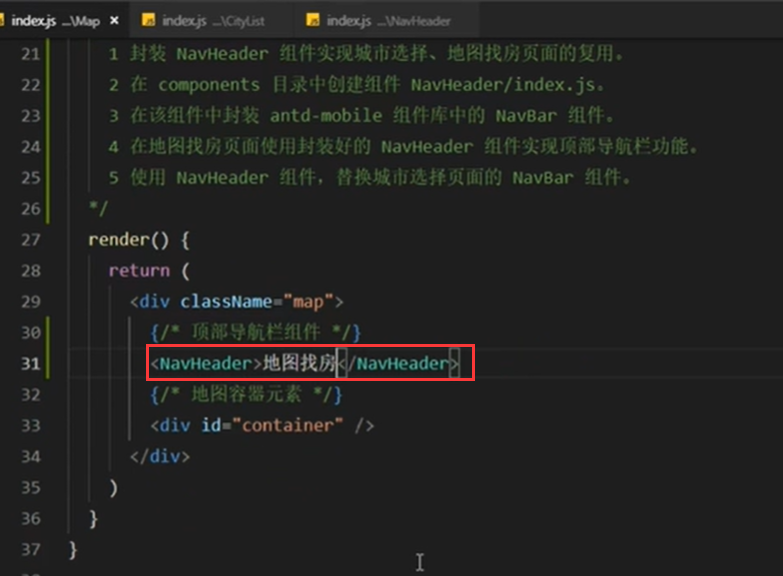 index.js ...\Map × index.js ...\CityList index.js ...\NavHeader
21 1 封装 NavHeader 组件实现城市选择、地图找房页面的复用。
22 2 在 components 目录中创建组件 NavHeader/index.js。
23 3 在该组件中封装 antd-mobile 组件库中的 NavBar 组件。
24 4 在地图找房页面使用封装好的 NavHeader 组件实现顶部导航栏功能。
25 5 使用 NavHeader 组件，替换城市选择页面的 NavBar 组件。
26 */
27 render() {
28 return (
29 <div className="map">
30 {/* 顶部导航栏组件 */}
31 <NavHeader>地图找房</NavHeader>
32 {/* 地图容器元素 */}
33 <div id="container" />
34 </div>
35 )
36 }
37 }